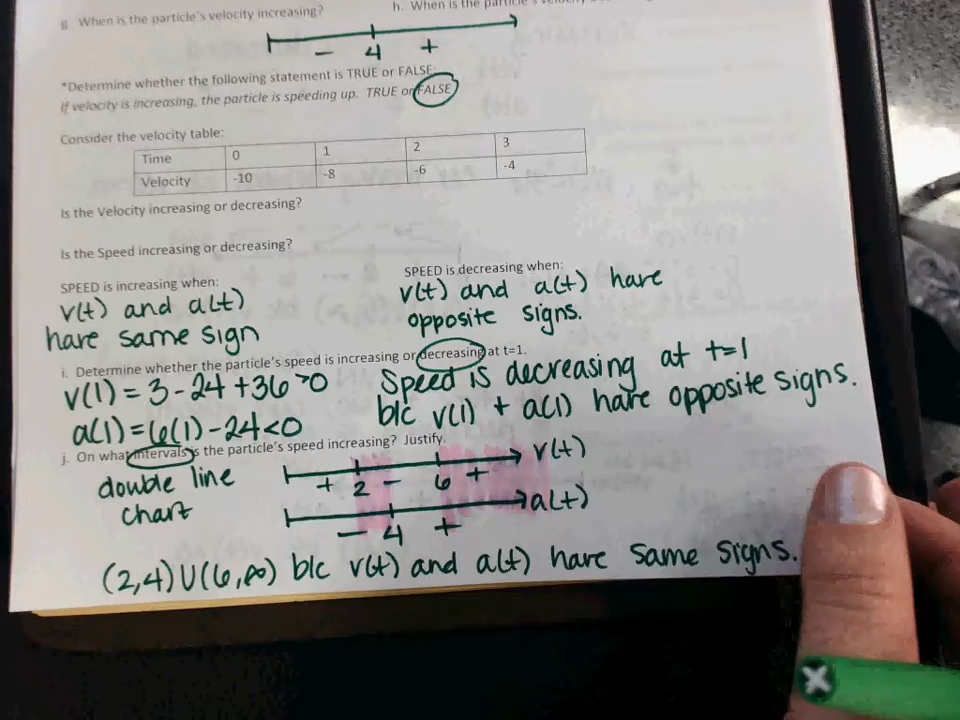 g. When is the particle's velocity increasing?
h. When is the particle's velocity
− 4 +
*Determine whether the following statement is TRUE or FALSE:
If velocity is increasing, the particle is speeding up. TRUE or FALSE
Consider the velocity table:
Time 0 1 2 3
Velocity -10 -8 -6 -4
Is the Velocity increasing or decreasing?
Is the Speed increasing or decreasing?
SPEED is increasing when:
v(t) and a(t)
have same sign
SPEED is decreasing when:
v(t) and a(t) have
opposite signs.
i. Determine whether the particle's speed is increasing or decreasing at t=1.
v(1) = 3 - 24 + 36 > 0
a(1) = 6(1) - 24 < 0
Speed is decreasing at t=1
b/c v(1) + a(1) have opposite signs.
j. On what intervals is the particle's speed increasing? Justify.
double line
chart
+ 2 − 6 + v(t)
− 4 + a(t)
(2,4) U (6,∞) b/c v(t) and a(t) have same signs.